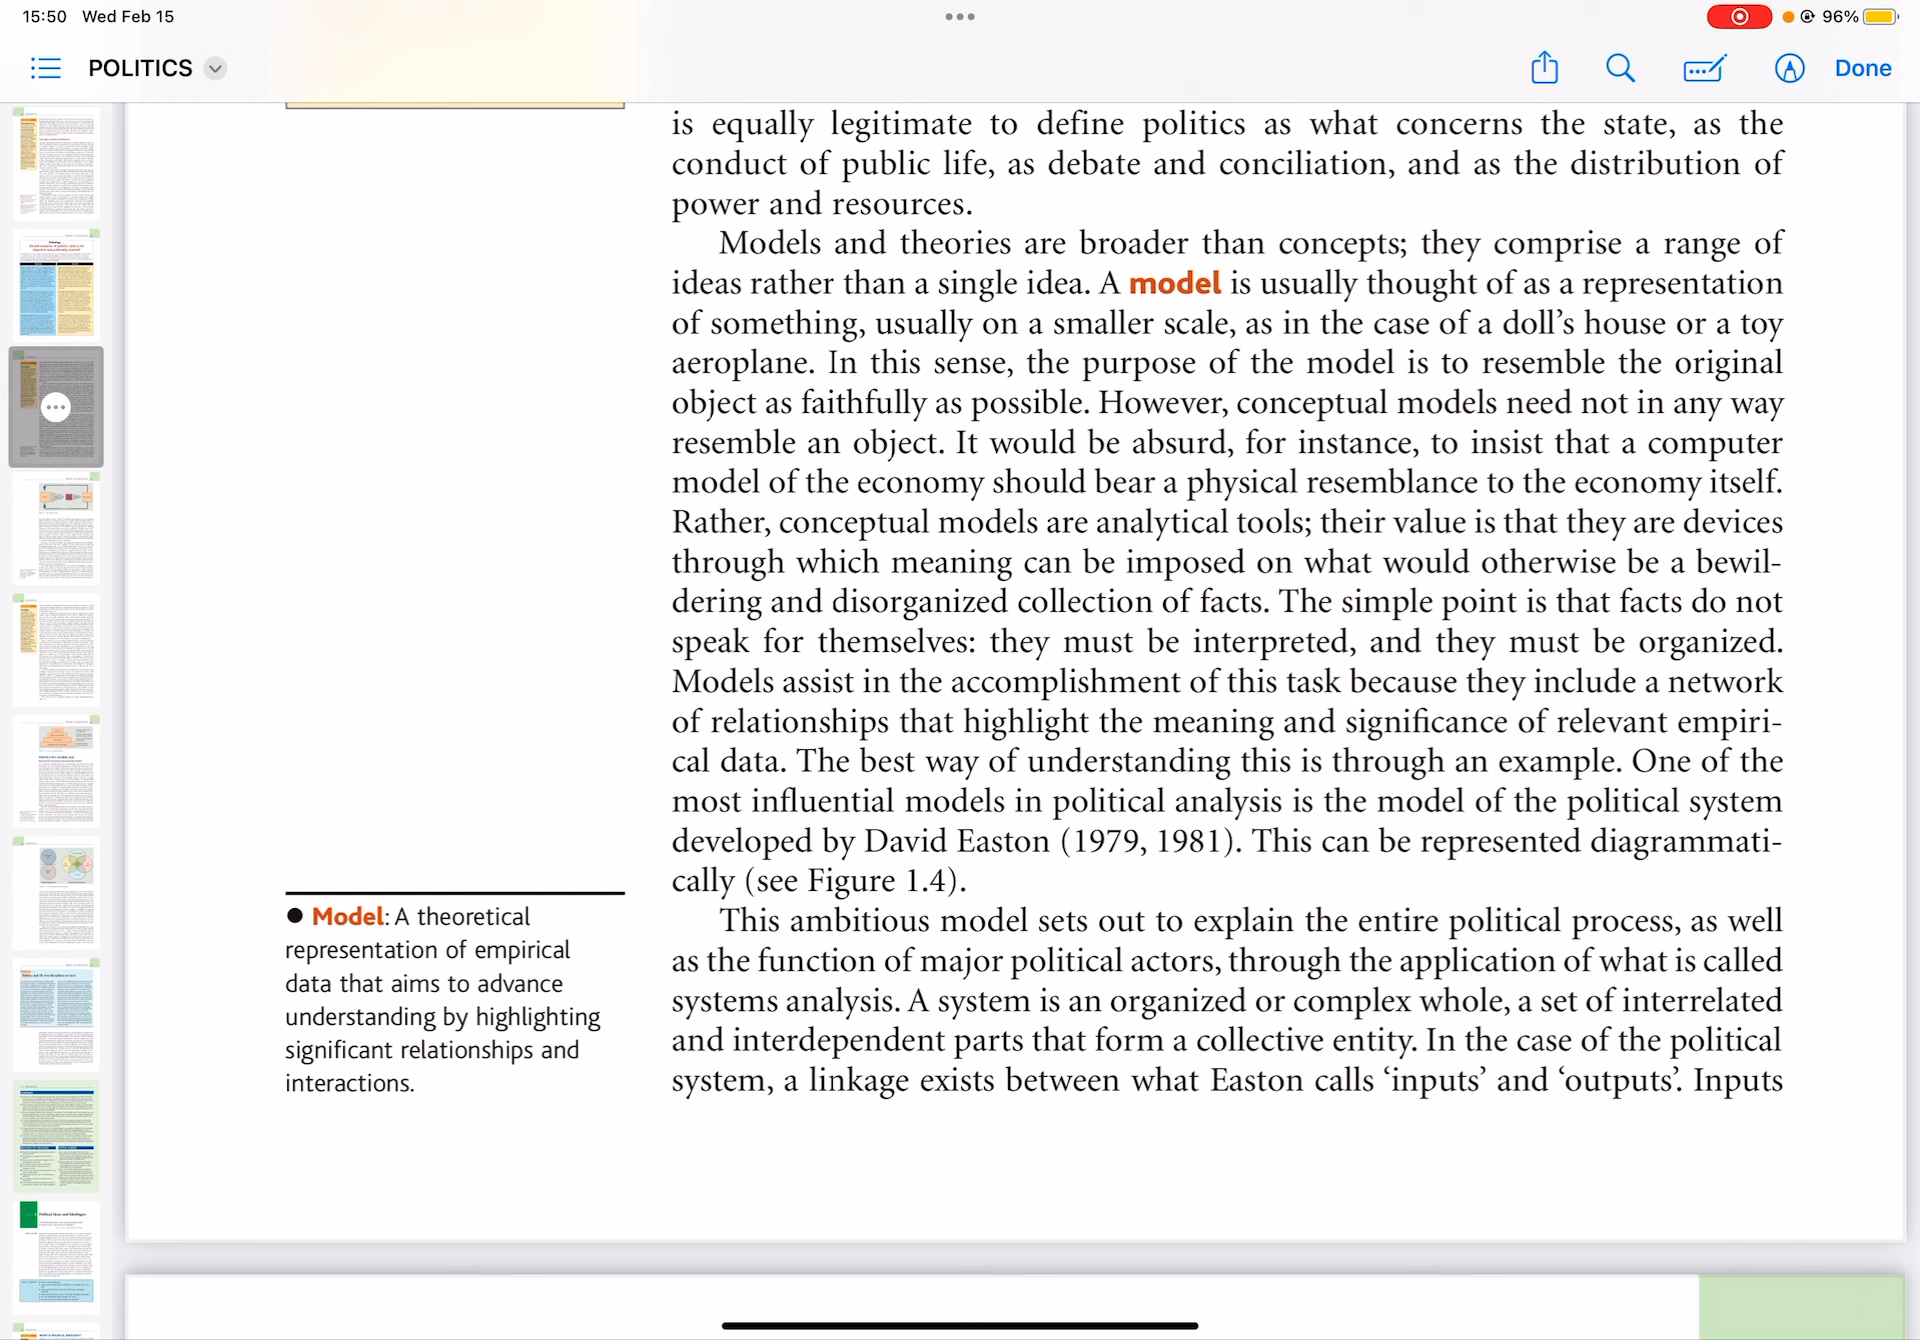 15:50 Wed Feb 15
96%
POLITICS
Done
is equally legitimate to define politics as what concerns the state, as the
conduct of public life, as debate and conciliation, and as the distribution of
power and resources.
Models and theories are broader than concepts; they comprise a range of
ideas rather than a single idea. A model is usually thought of as a representation
of something, usually on a smaller scale, as in the case of a doll’s house or a toy
aeroplane. In this sense, the purpose of the model is to resemble the original
object as faithfully as possible. However, conceptual models need not in any way
resemble an object. It would be absurd, for instance, to insist that a computer
model of the economy should bear a physical resemblance to the economy itself.
Rather, conceptual models are analytical tools; their value is that they are devices
through which meaning can be imposed on what would otherwise be a bewil-
dering and disorganized collection of facts. The simple point is that facts do not
speak for themselves: they must be interpreted, and they must be organized.
Models assist in the accomplishment of this task because they include a network
of relationships that highlight the meaning and significance of relevant empiri-
cal data. The best way of understanding this is through an example. One of the
most influential models in political analysis is the model of the political system
developed by David Easton (1979, 1981). This can be represented diagrammati-
cally (see Figure 1.4).
This ambitious model sets out to explain the entire political process, as well
as the function of major political actors, through the application of what is called
systems analysis. A system is an organized or complex whole, a set of interrelated
and interdependent parts that form a collective entity. In the case of the political
system, a linkage exists between what Easton calls ‘inputs’ and ‘outputs’. Inputs
● Model: A theoretical
representation of empirical
data that aims to advance
understanding by highlighting
significant relationships and
interactions.